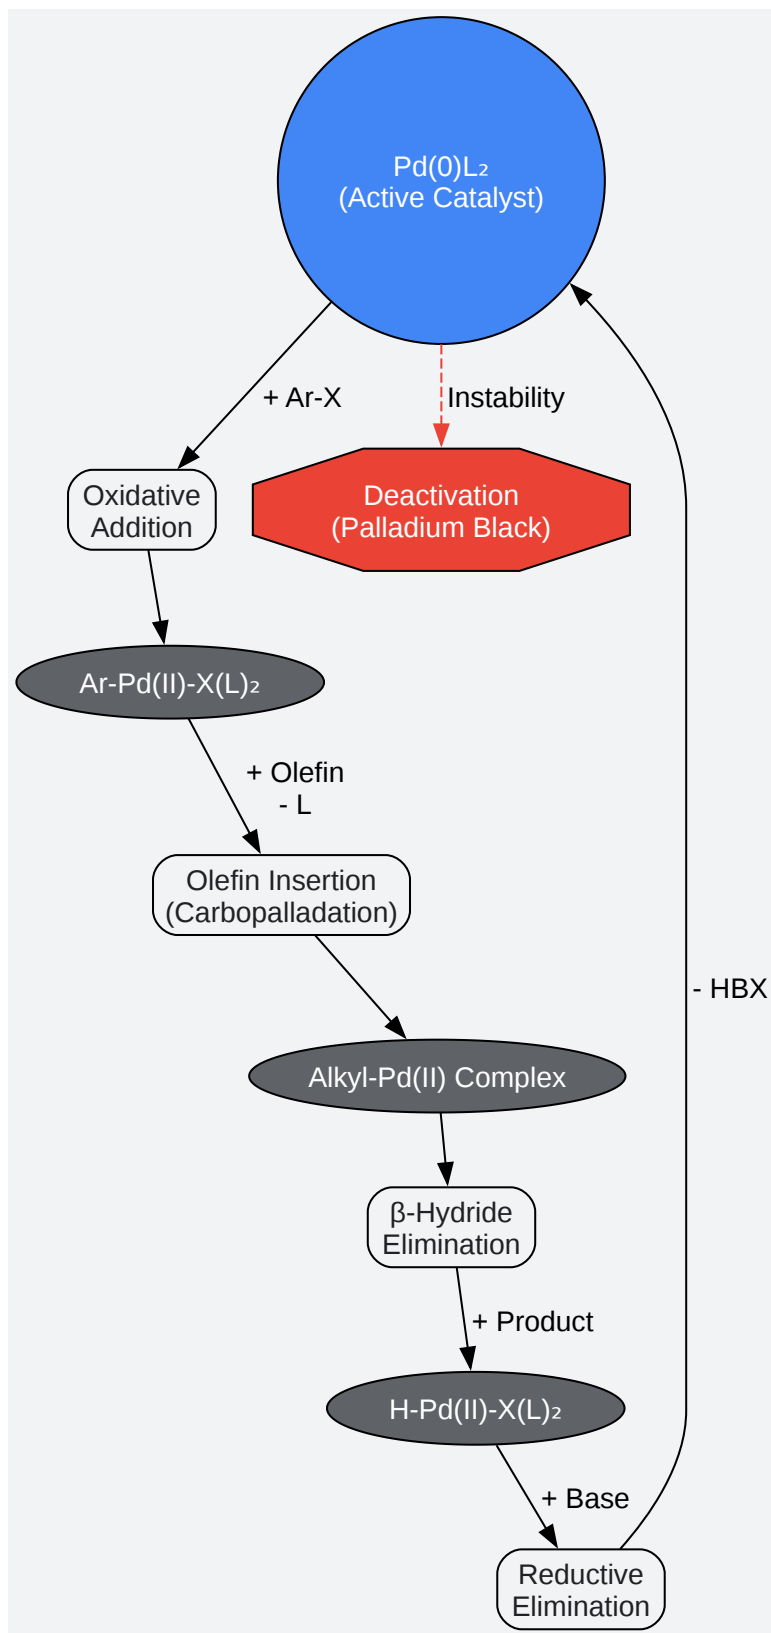 Pd(0)L₂
(Active Catalyst)
+ Ar-X
Instability
Oxidative
Addition
Deactivation
(Palladium Black)
Ar-Pd(II)-X(L)₂
+ Olefin
- L
Olefin Insertion
(Carbopalladation)
- HBX
Alkyl-Pd(II) Complex
β-Hydride
Elimination
+ Product
H-Pd(II)-X(L)₂
+ Base
Reductive
Elimination